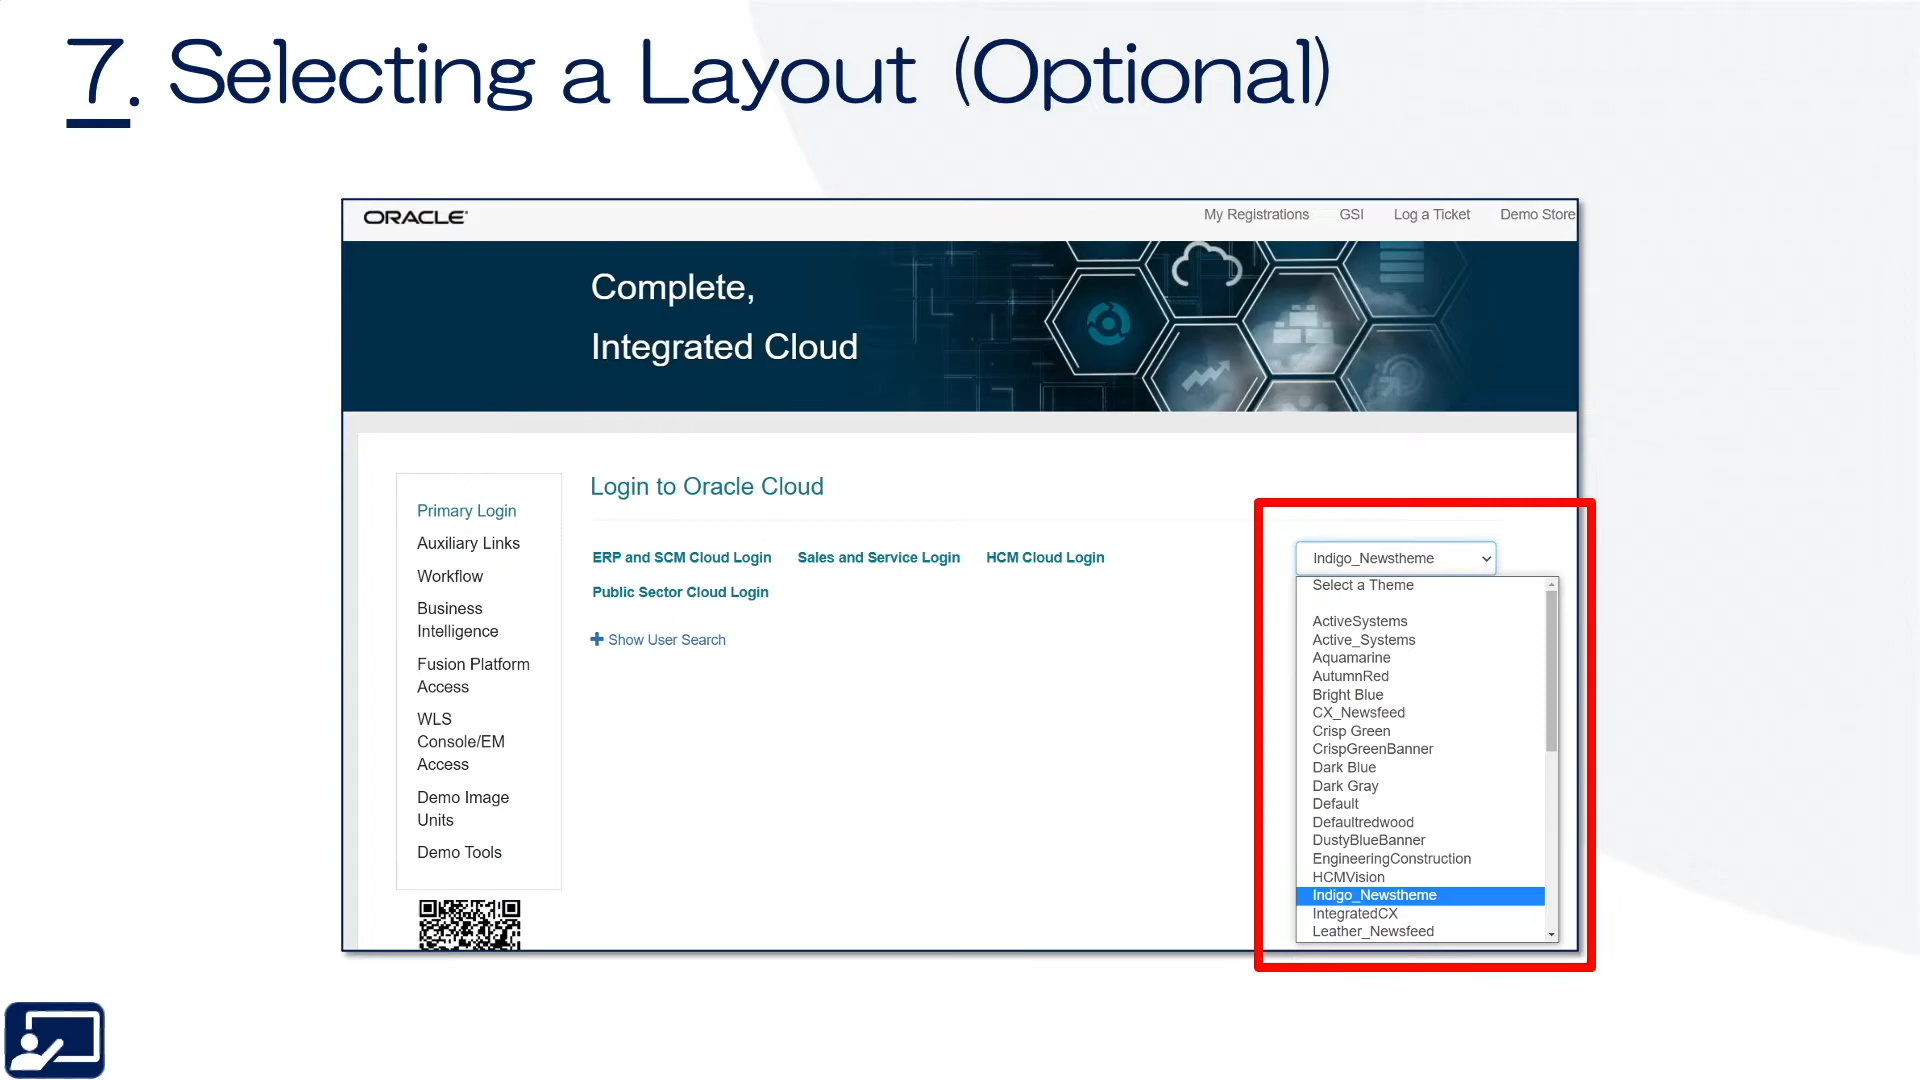 7. Selecting a Layout (Optional)
ORACLE
My Registrations GSI Log a Ticket Demo Store
Complete,
Integrated Cloud
Primary Login
Auxiliary Links
Workflow
Business
Intelligence
Fusion Platform
Access
WLS
Console/EM
Access
Demo Image
Units
Demo Tools
Login to Oracle Cloud
ERP and SCM Cloud Login Sales and Service Login HCM Cloud Login
Public Sector Cloud Login
Show User Search
Indigo_Newstheme
Select a Theme
ActiveSystems
Active_Systems
Aquamarine
AutumnRed
Bright Blue
CX_Newsfeed
Crisp Green
CrispGreenBanner
Dark Blue
Dark Gray
Default
Defaultredwood
DustyBlueBanner
EngineeringConstruction
HCMVision
Indigo_Newstheme
IntegratedCX
Leather_Newsfeed